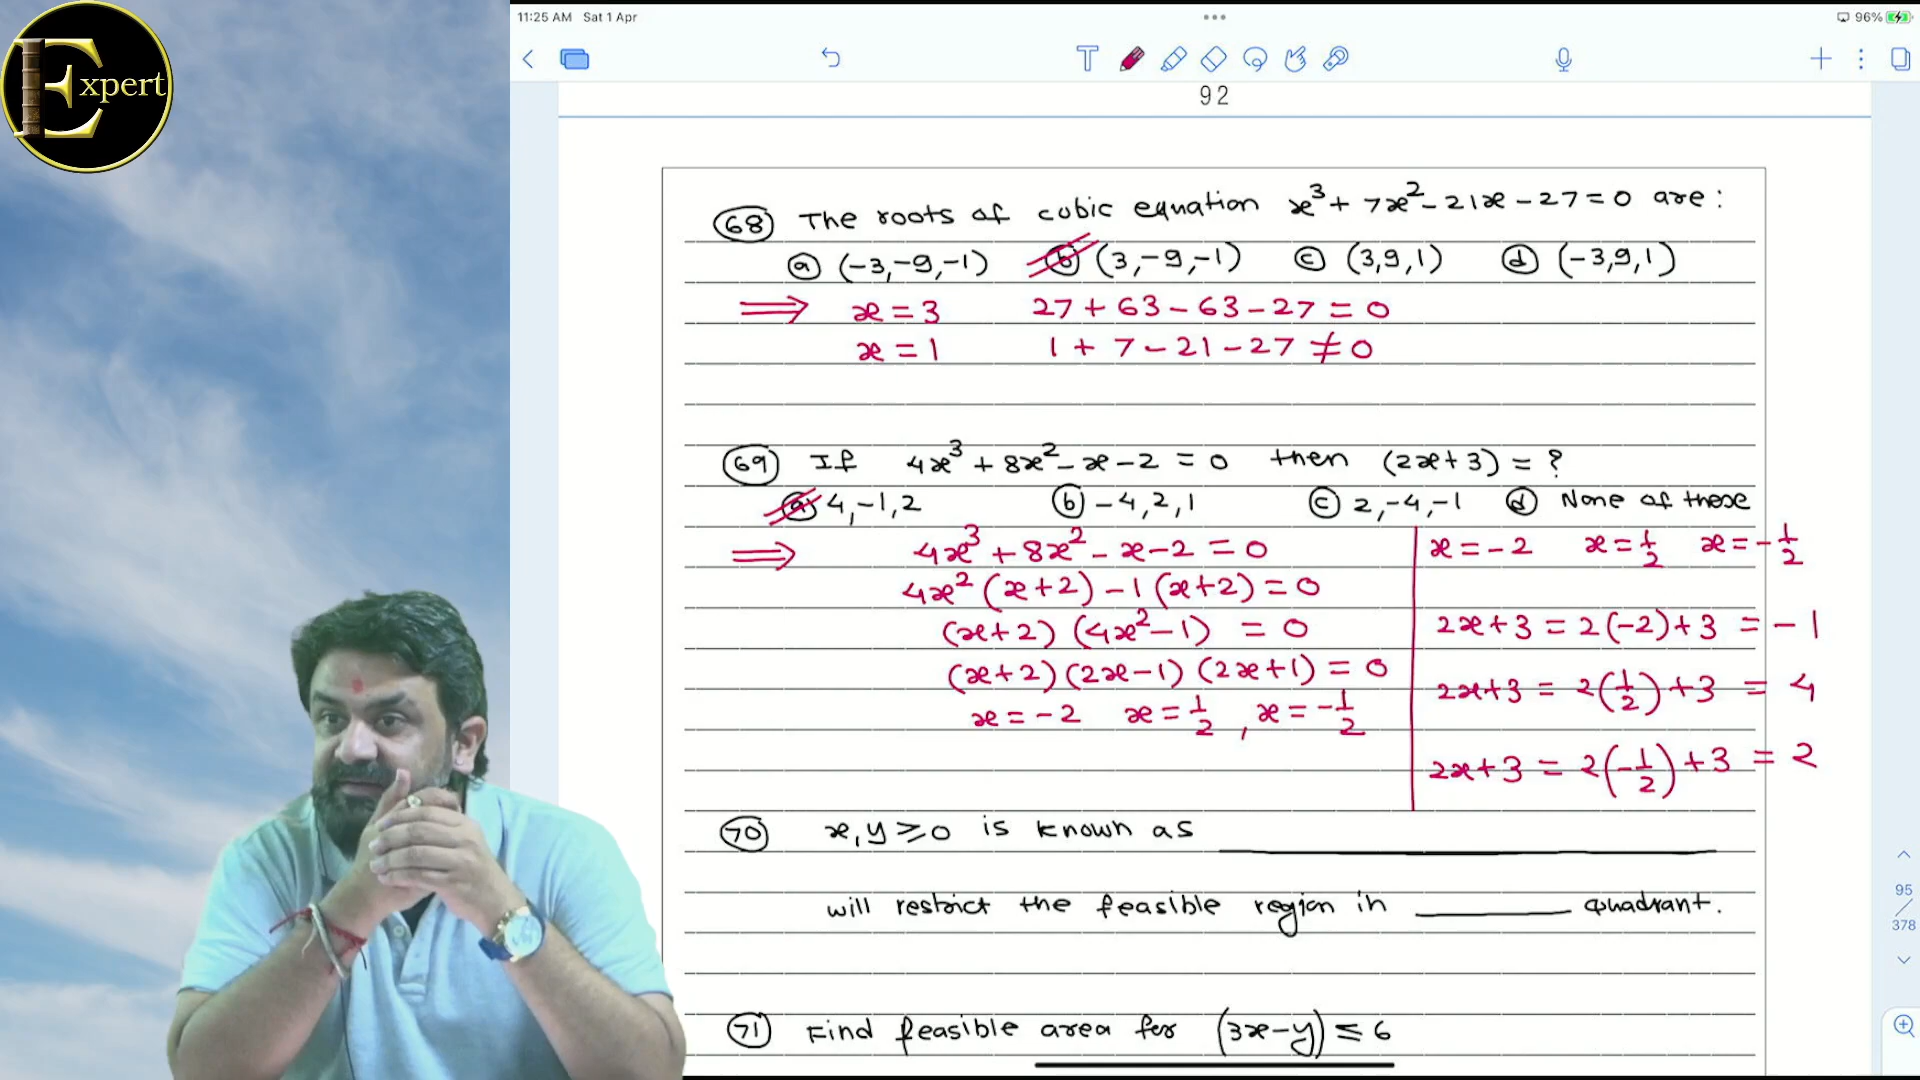 Expert
11:25 AM Sat 1 Apr
96%
T
92
68 The roots of cubic equation x³ + 7x² - 21x - 27 = 0 are :
a (-3, -9, -1) b (3, -9, -1) c (3, 9, 1) d (-3, 9, 1)
⟹ x = 3 27 + 63 - 63 - 27 = 0
x = 1 1 + 7 - 21 - 27 ≠ 0
69 If 4x³ + 8x² - x - 2 = 0 then (2x+3) = ?
a 4, -1, 2 b -4, 2, 1 c 2, -4, -1 d None of these
⟹ 4x³ + 8x² - x - 2 = 0
4x² (x+2) - 1 (x+2) = 0
(x+2) (4x² - 1) = 0
(x+2) (2x-1) (2x+1) = 0
x = -2 x = 1/2 , x = -1/2
x = -2 x = 1/2 x = -1/2
2x+3 = 2(-2)+3 = -1
2x+3 = 2(1/2)+3 = 4
2x+3 = 2(-1/2)+3 = 2
70 x, y ≥ 0 is known as ____________
will restrict the feasible region in ______ quadrant.
71 Find feasible area for (3x-y) ≤ 6
95
/
378